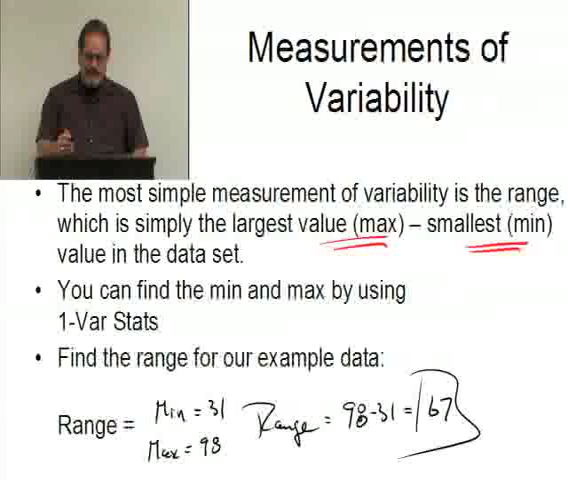 Measurements of
Variability
• The most simple measurement of variability is the range,
which is simply the largest value (max) – smallest (min)
value in the data set.
• You can find the min and max by using
1-Var Stats
• Find the range for our example data:
Range = Min = 31 Range = 98-31 = 67
Max = 98